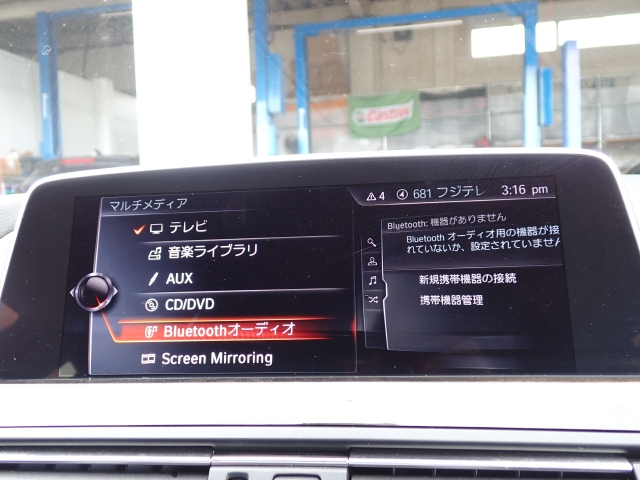 Castrol
マルチメディア
4
④ 681 フジテレ
3:16 pm
テレビ
音楽ライブラリ
AUX
CD/DVD
Bluetoothオーディオ
Screen Mirroring
Bluetooth: 機器がありません
Bluetooth オーディオ用の機器が接
れていないか、設定されていません
新規携帯機器の接続
携帯機器管理